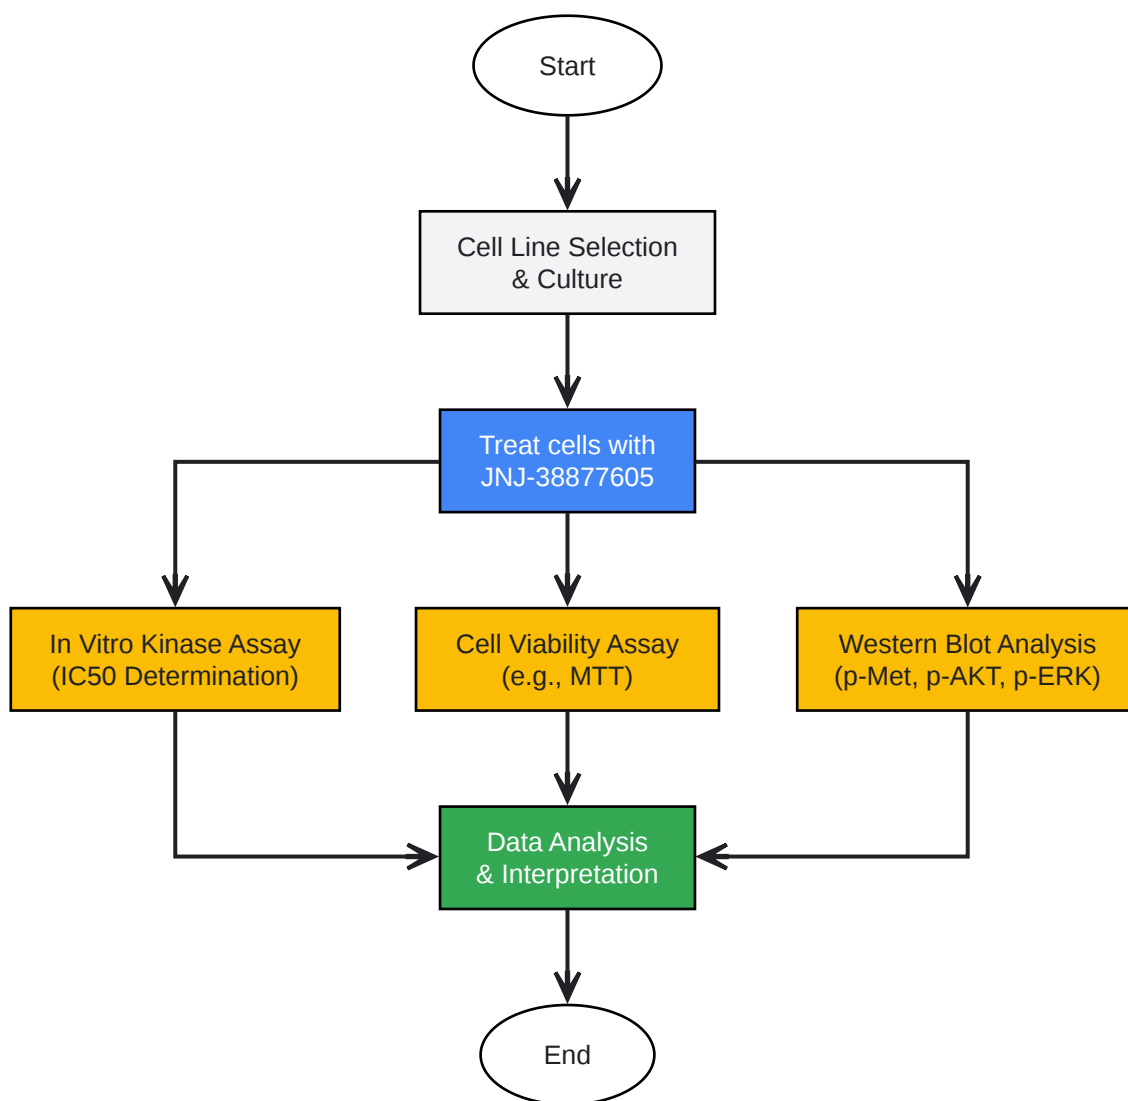 Start
Cell Line Selection
& Culture
Treat cells with
JNJ-38877605
In Vitro Kinase Assay
(IC50 Determination)
Cell Viability Assay
(e.g., MTT)
Western Blot Analysis
(p-Met, p-AKT, p-ERK)
Data Analysis
& Interpretation
End